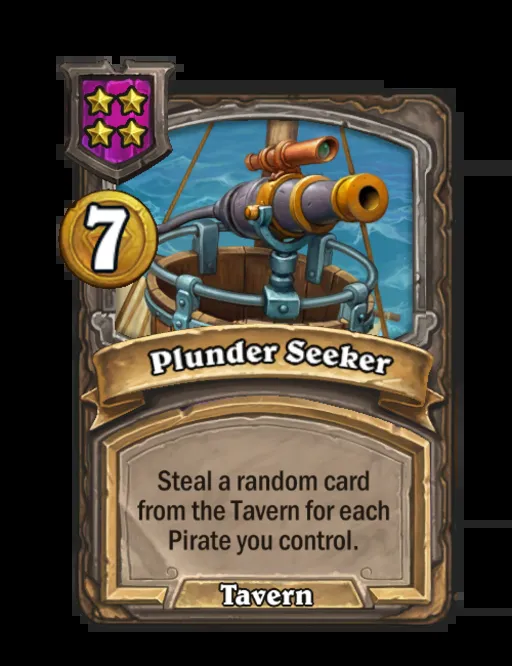 7
Plunder Seeker
Steal a random card
from the Tavern for each
Pirate you control.
Tavern